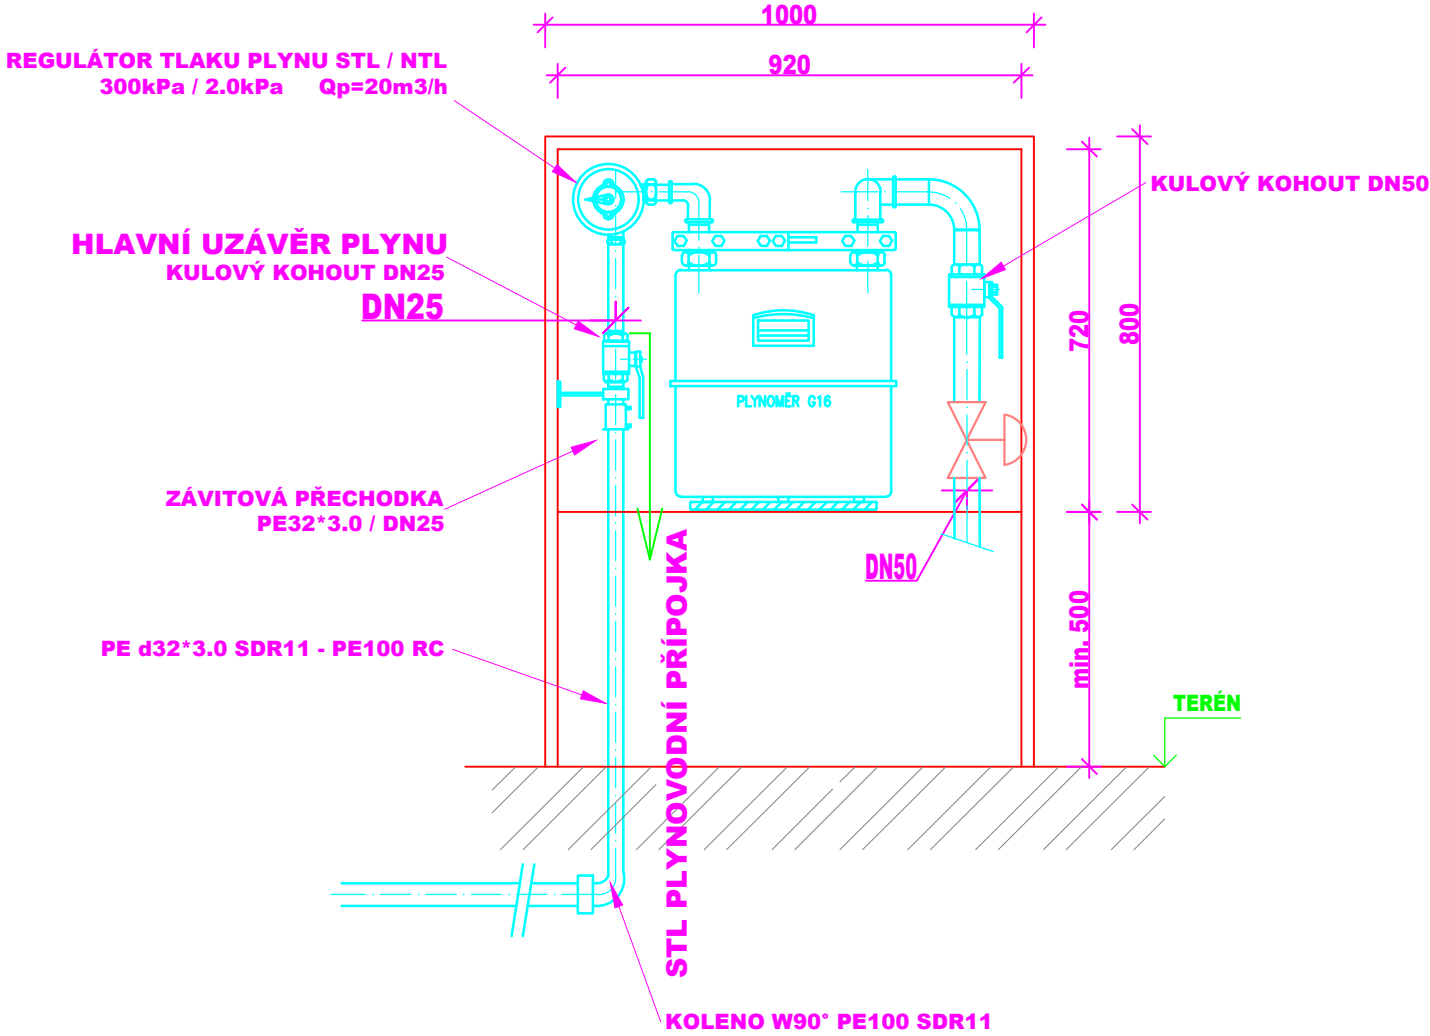 1000
920
REGULÁTOR TLAKU PLYNU STL / NTL
300kPa / 2.0kPa Qp=20m3/h
KULOVÝ KOHOUT DN50
HLAVNÍ UZÁVĚR PLYNU
KULOVÝ KOHOUT DN25
DN25
720
800
PLYNOMĚR G16
ZÁVITOVÁ PŘECHODKA
PE32*3.0 / DN25
DN50
STL PLYNOVODNÍ PŘÍPOJKA
min. 500
PE d32*3.0 SDR11 - PE100 RC
TERÉN
KOLENO W90° PE100 SDR11